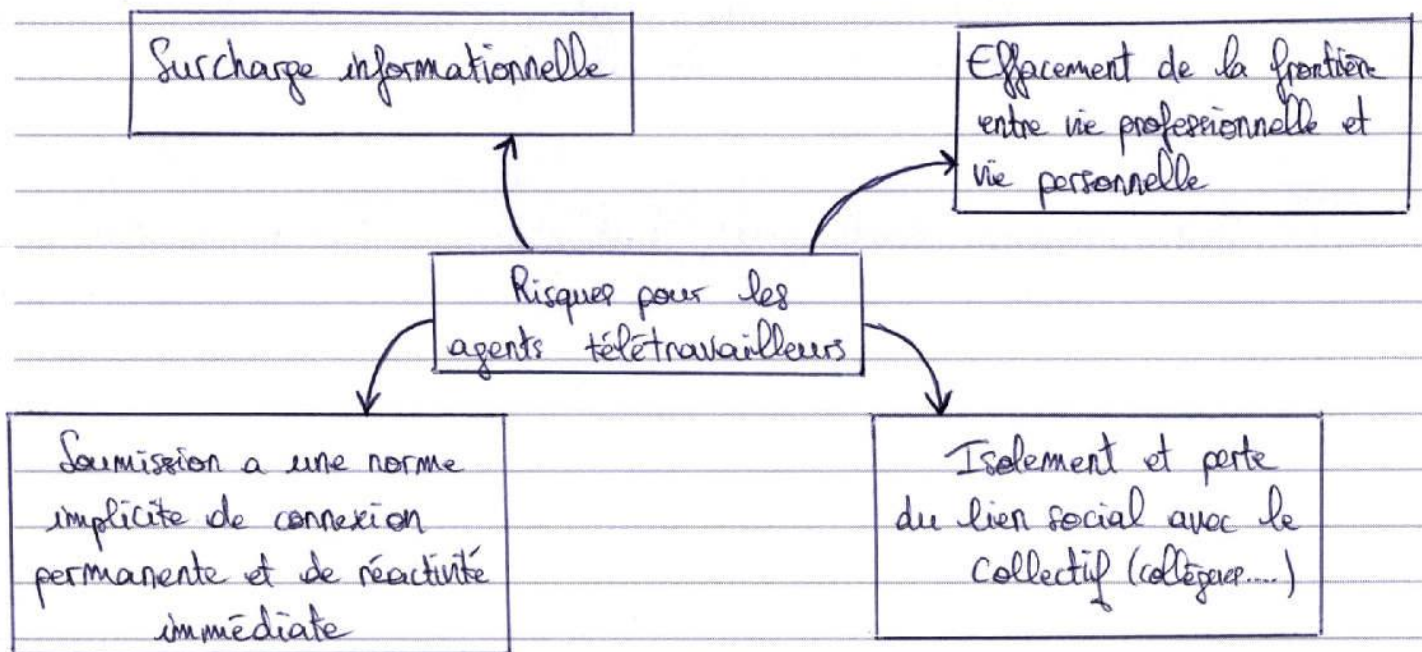 Surcharge informationnelle
Effacement de la frontière
entre vie professionnelle et
vie personnelle
Risques pour les
agents télétravailleurs
Soumission a une norme
implicite de connexion
permanente et de réactivité
immédiate
Isolement et perte
du lien social avec le
collectif (collègues....)